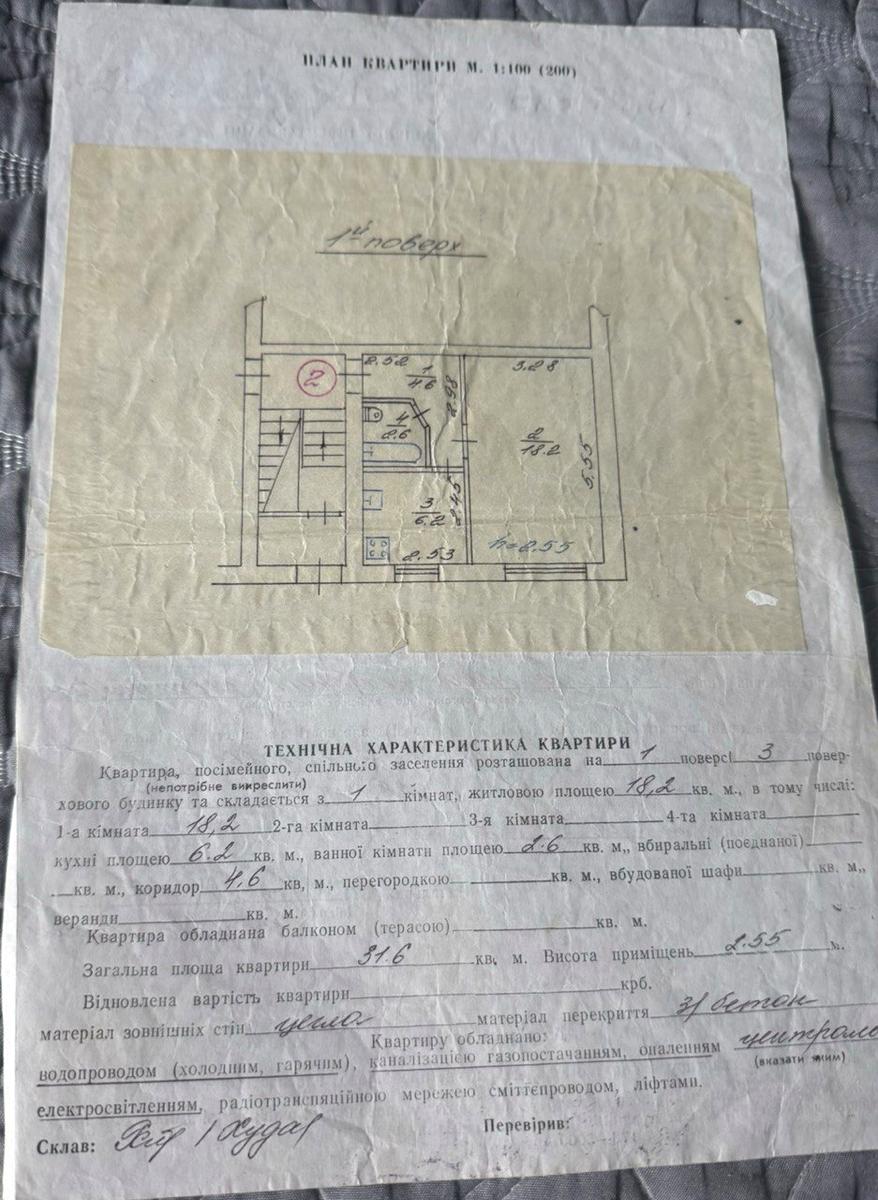 ПЛАН КВАРТИРИ М. 1:100 (200)
1й поверх
2
2.52
1
4.6
2.98
3.28
4
2.6
2
18.2
5.55
3
6.2
2.45
2.53
h=2.55
ТЕХНІЧНА ХАРАКТЕРИСТИКА КВАРТИРИ
Квартира, посімейного, спільного заселення розташована на 1 поверсі 3 повер-
(непотрібне викреслити)
хового будинку та складається з 1 кімнат, житловою площею 18,2 кв. м., в тому числі:
1-а кімната 18,2 2-га кімната 3-я кімната 4-та кімната
кухні площею 6.2 кв. м., ванної кімнати площею 2.6 кв. м,, вбиральні (поєднаної)
кв. м., коридор 4.6 кв, м., перегородкою кв. м., вбудованої шафи кв. м,,
веранди кв. м.
Квартира обладнана балконом (терасою) кв. м.
Загальна площа квартири 31.6 кв. м. Висота приміщень 2.55 м.
Відновлена вартість квартири крб.
матеріал зовнішніх стін цегла матеріал перекриття з/бетон
Квартиру обладнано:
водопроводом (холодним, гарячим), каналізацією газопостачанням, опаленням централь
(вказати яким)
електросвітленням, радіотрансляційною мережею сміттєпроводом, ліфтами.
Склав: Перевірив: